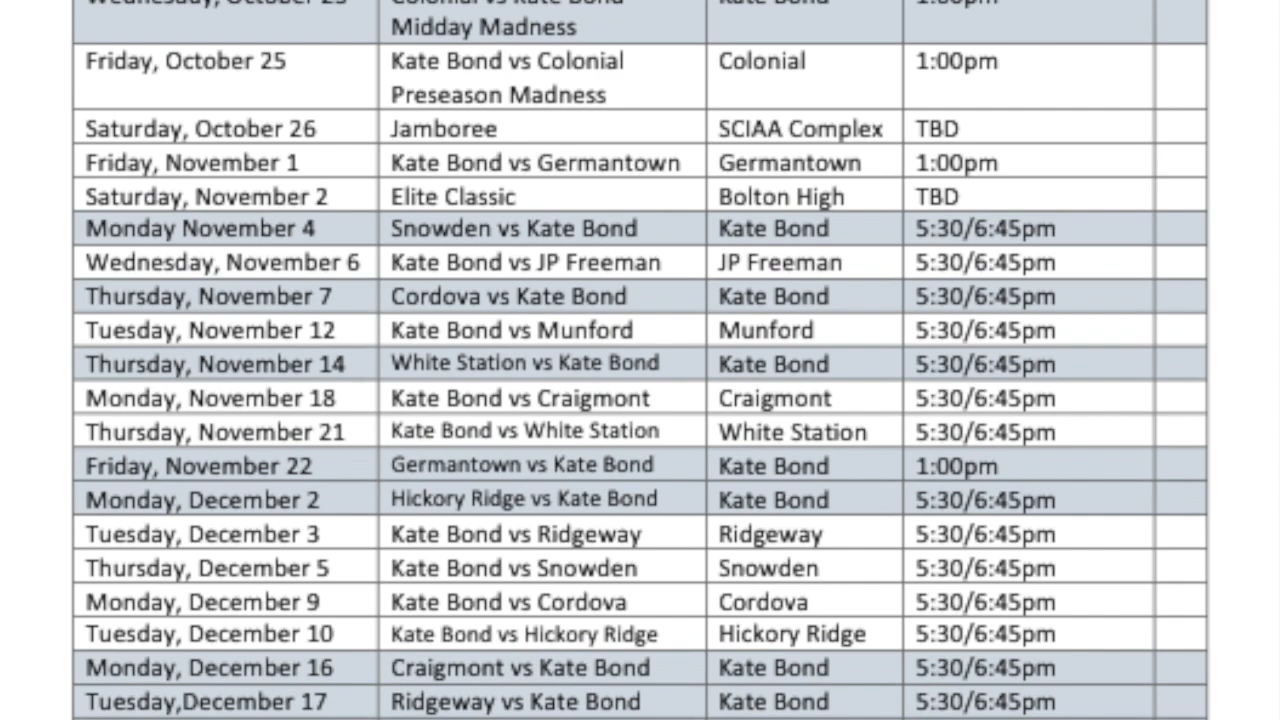 Midday Madness
Friday, October 25 Kate Bond vs Colonial Colonial 1:00pm
Preseason Madness
Saturday, October 26 Jamboree SCIAA Complex TBD
Friday, November 1 Kate Bond vs Germantown Germantown 1:00pm
Saturday, November 2 Elite Classic Bolton High TBD
Monday November 4 Snowden vs Kate Bond Kate Bond 5:30/6:45pm
Wednesday, November 6 Kate Bond vs JP Freeman JP Freeman 5:30/6:45pm
Thursday, November 7 Cordova vs Kate Bond Kate Bond 5:30/6:45pm
Tuesday, November 12 Kate Bond vs Munford Munford 5:30/6:45pm
Thursday, November 14 White Station vs Kate Bond Kate Bond 5:30/6:45pm
Monday, November 18 Kate Bond vs Craigmont Craigmont 5:30/6:45pm
Thursday, November 21 Kate Bond vs White Station White Station 5:30/6:45pm
Friday, November 22 Germantown vs Kate Bond Kate Bond 1:00pm
Monday, December 2 Hickory Ridge vs Kate Bond Kate Bond 5:30/6:45pm
Tuesday, December 3 Kate Bond vs Ridgeway Ridgeway 5:30/6:45pm
Thursday, December 5 Kate Bond vs Snowden Snowden 5:30/6:45pm
Monday, December 9 Kate Bond vs Cordova Cordova 5:30/6:45pm
Tuesday, December 10 Kate Bond vs Hickory Ridge Hickory Ridge 5:30/6:45pm
Monday, December 16 Craigmont vs Kate Bond Kate Bond 5:30/6:45pm
Tuesday,December 17 Ridgeway vs Kate Bond Kate Bond 5:30/6:45pm